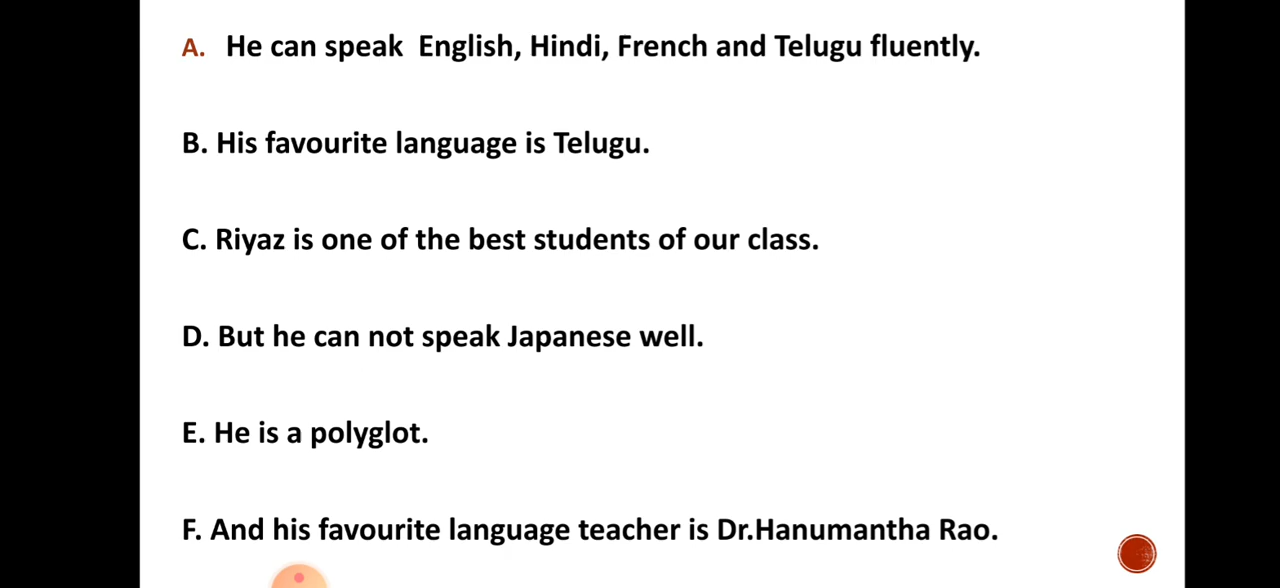 A. He can speak English, Hindi, French and Telugu fluently.
B. His favourite language is Telugu.
C. Riyaz is one of the best students of our class.
D. But he can not speak Japanese well.
E. He is a polyglot.
F. And his favourite language teacher is Dr.Hanumantha Rao.